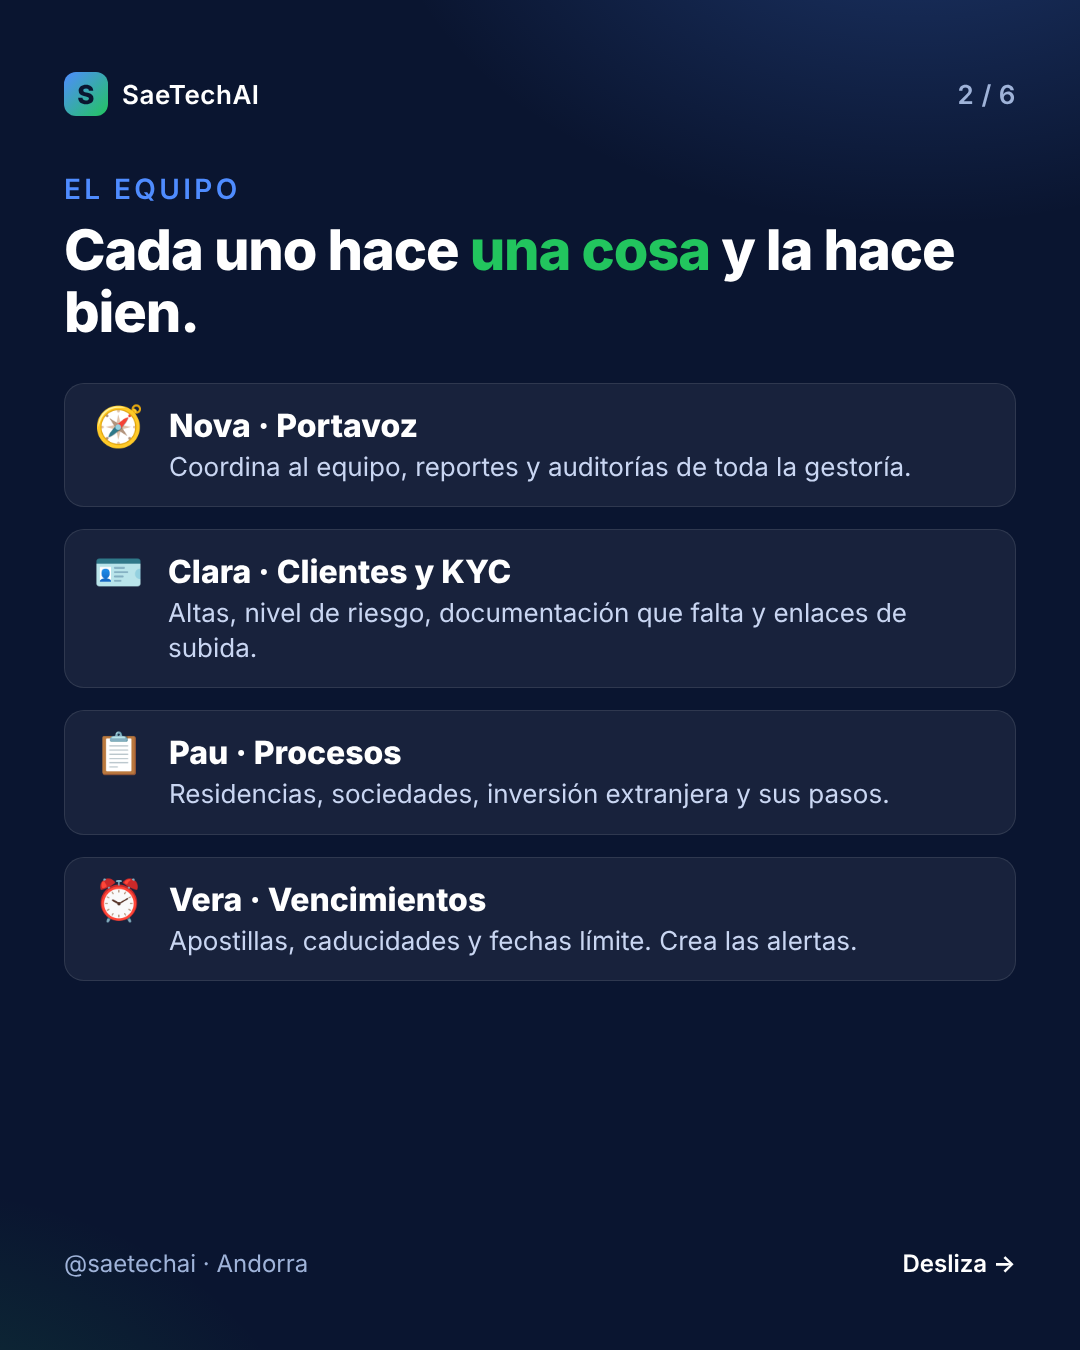 S SaeTechAI
2 / 6
EL EQUIPO
Cada uno hace una cosa y la hace
bien.
Nova · Portavoz
Coordina al equipo, reportes y auditorías de toda la gestoría.
Clara · Clientes y KYC
Altas, nivel de riesgo, documentación que falta y enlaces de
subida.
Pau · Procesos
Residencias, sociedades, inversión extranjera y sus pasos.
Vera · Vencimientos
Apostillas, caducidades y fechas límite. Crea las alertas.
@saetechai · Andorra
Desliza →